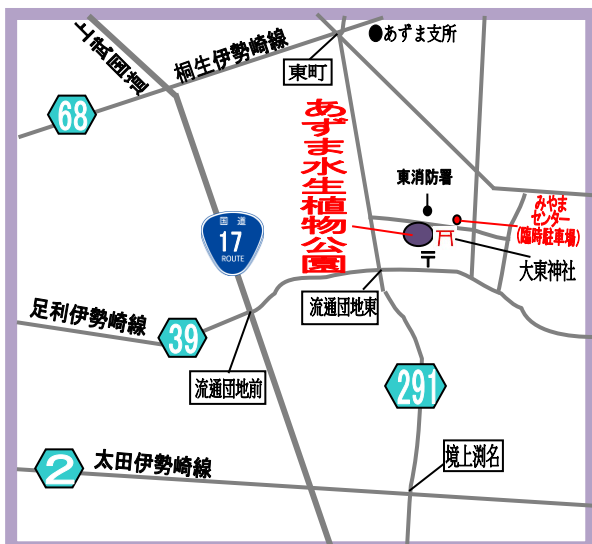 上武国道
桐生伊勢崎線
あずま支所
東町
68
あずま水生植物公園
東消防署
みやま
センター
(臨時駐車場)
国道
17
ROUTE
〒
大東神社
足利伊勢崎線
39
流通団地東
流通団地前
291
境上渕名
太田伊勢崎線
2